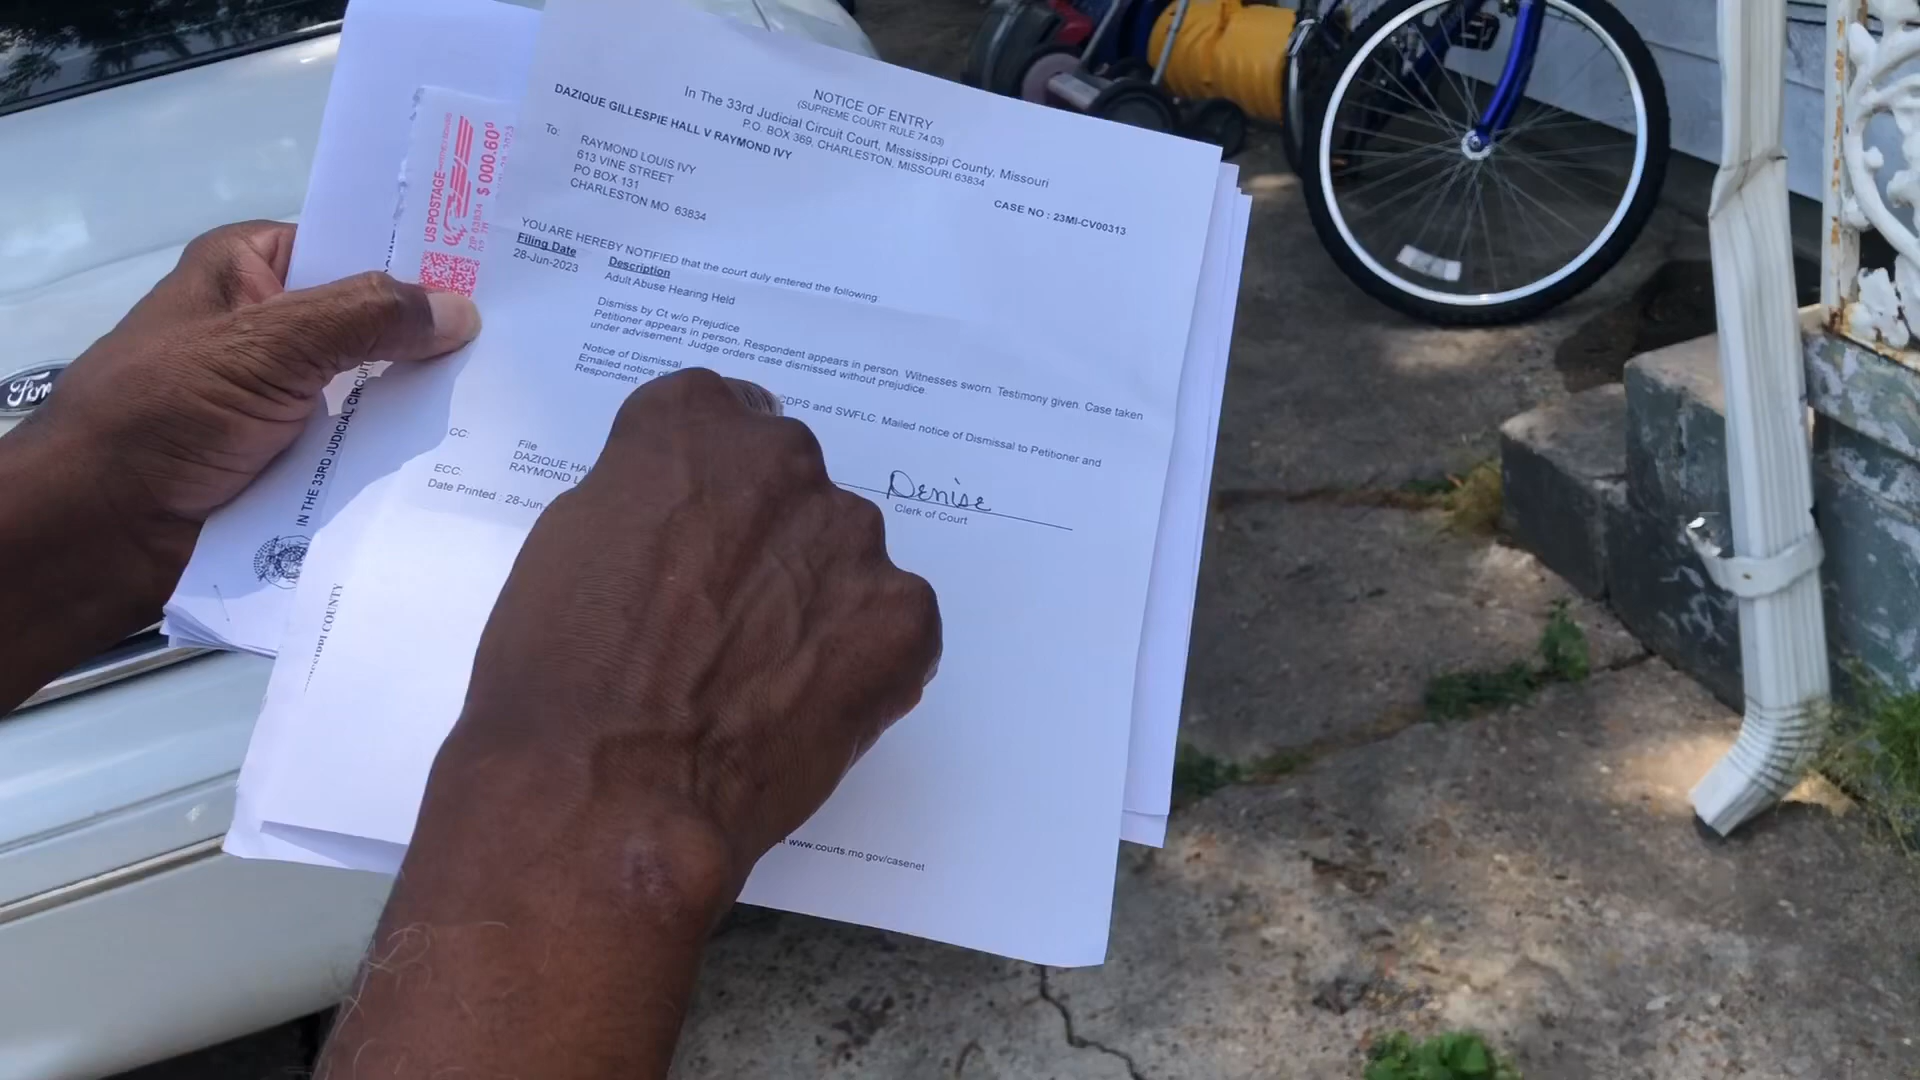 NOTICE OF ENTRY
(SUPREME COURT RULE 74.03)
In The 33rd Judicial Circuit Court, Mississippi County, Missouri
P.O. BOX 369, CHARLESTON, MISSOURI 63834
DAZIQUE GILLESPIE HALL V RAYMOND IVY
CASE NO : 23MI-CV00313
To:
RAYMOND LOUIS IVY
613 VINE STREET
PO BOX 131
CHARLESTON MO 63834
YOU ARE HEREBY NOTIFIED that the court duly entered the following:
Filing Date Description
28-Jun-2023 Adult Abuse Hearing Held
Dismiss by Ct w/o Prejudice
Petitioner appears in person. Respondent appears in person. Witnesses sworn. Testimony given. Case taken
under advisement. Judge orders case dismissed without prejudice.
Notice of Dismissal
Emailed notice CDPS and SWFLC. Mailed notice of Dismissal to Petitioner and
Respondent
Denise
Clerk of Court
CC: File
DAZIQUE
ECC: RAYMOND
Date Printed : 28-Jun
www.courts.mo.gov/casenet
US POSTAGE
$ 000.60⁰
ZIP 63834
IN THE 33RD JUDICIAL CIRCUIT
COUNTY
Ford